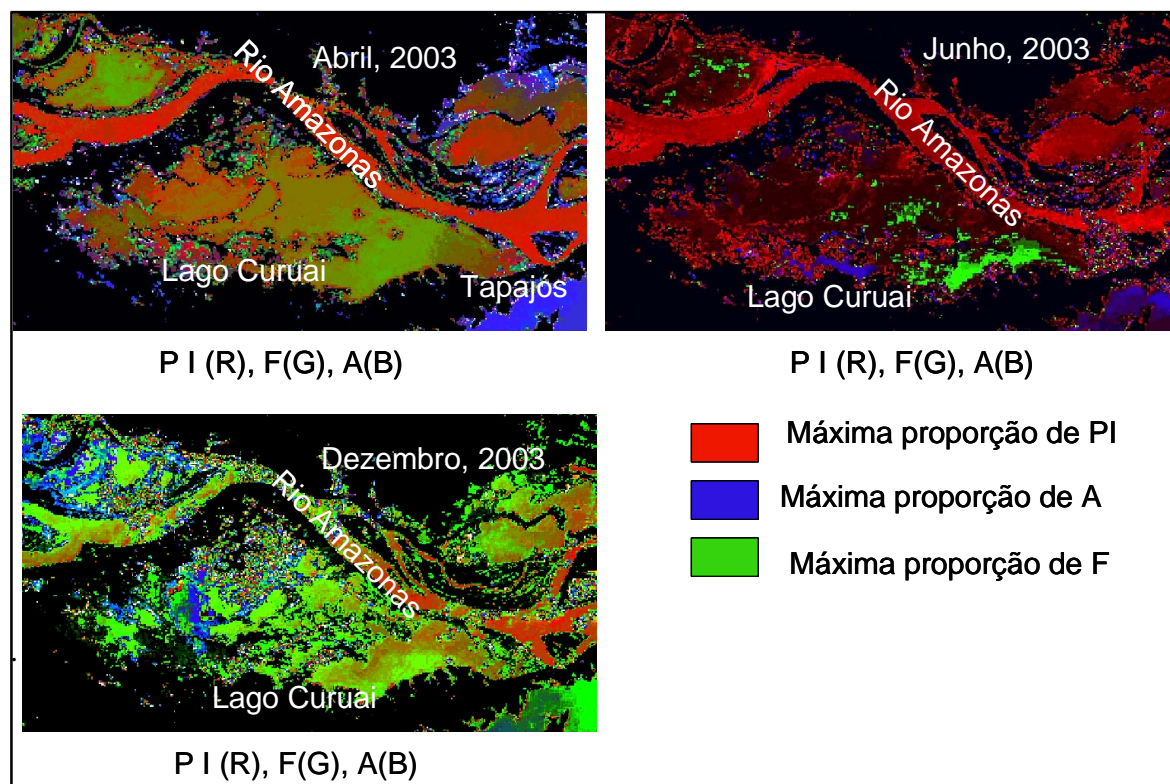 Abril, 2003
Rio Amazonas
Lago Curuai
Tapajós
P I (R), F(G), A(B)
Junho, 2003
Rio Amazonas
Lago Curuai
P I (R), F(G), A(B)
Dezembro, 2003
Rio Amazonas
Lago Curuai
P I (R), F(G), A(B)
Máxima proporção de PI
Máxima proporção de A
Máxima proporção de F